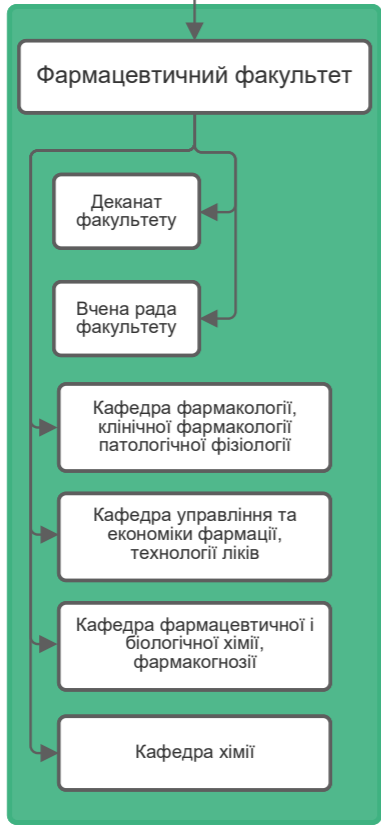 Фармацевтичний факультет
Деканат
факультету
Вчена рада
факультету
Кафедра фармакології,
клінічної фармакології
патологічної фізіології
Кафедра управління та
економіки фармації,
технології ліків
Кафедра фармацевтичної і
біологічної хімії,
фармакогнозії
Кафедра хімії